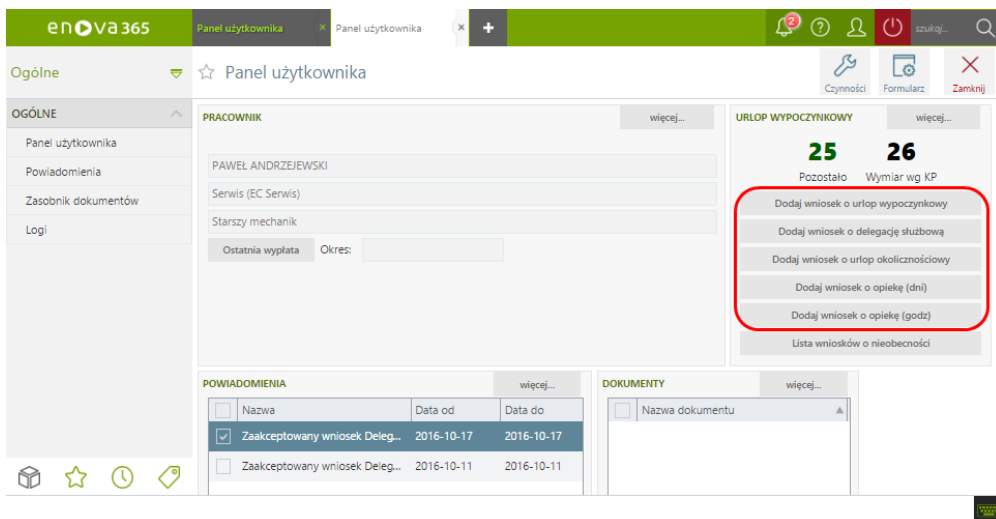 enova365
Panel użytkownika × Panel użytkownika × +
2 ? szukaj...
Ogólne
Panel użytkownika
Czynności Formularz Zamknij
OGÓLNE
Panel użytkownika
Powiadomienia
Zasobnik dokumentów
Logi
PRACOWNIK więcej...
PAWEŁ ANDRZEJEWSKI
Serwis (EC Serwis)
Starszy mechanik
Ostatnia wypłata Okres:
URLOP WYPOCZYNKOWY więcej...
25 26
Pozostało Wymiar wg KP
Dodaj wniosek o urlop wypoczynkowy
Dodaj wniosek o delegację służbową
Dodaj wniosek o urlop okolicznościowy
Dodaj wniosek o opiekę (dni)
Dodaj wniosek o opiekę (godz)
Lista wniosków o nieobecności
POWIADOMIENIA więcej...
Nazwa Data od Data do
Zaakceptowany wniosek Deleg... 2016-10-17 2016-10-17
Zaakceptowany wniosek Deleg... 2016-10-11 2016-10-11
DOKUMENTY więcej...
Nazwa dokumentu